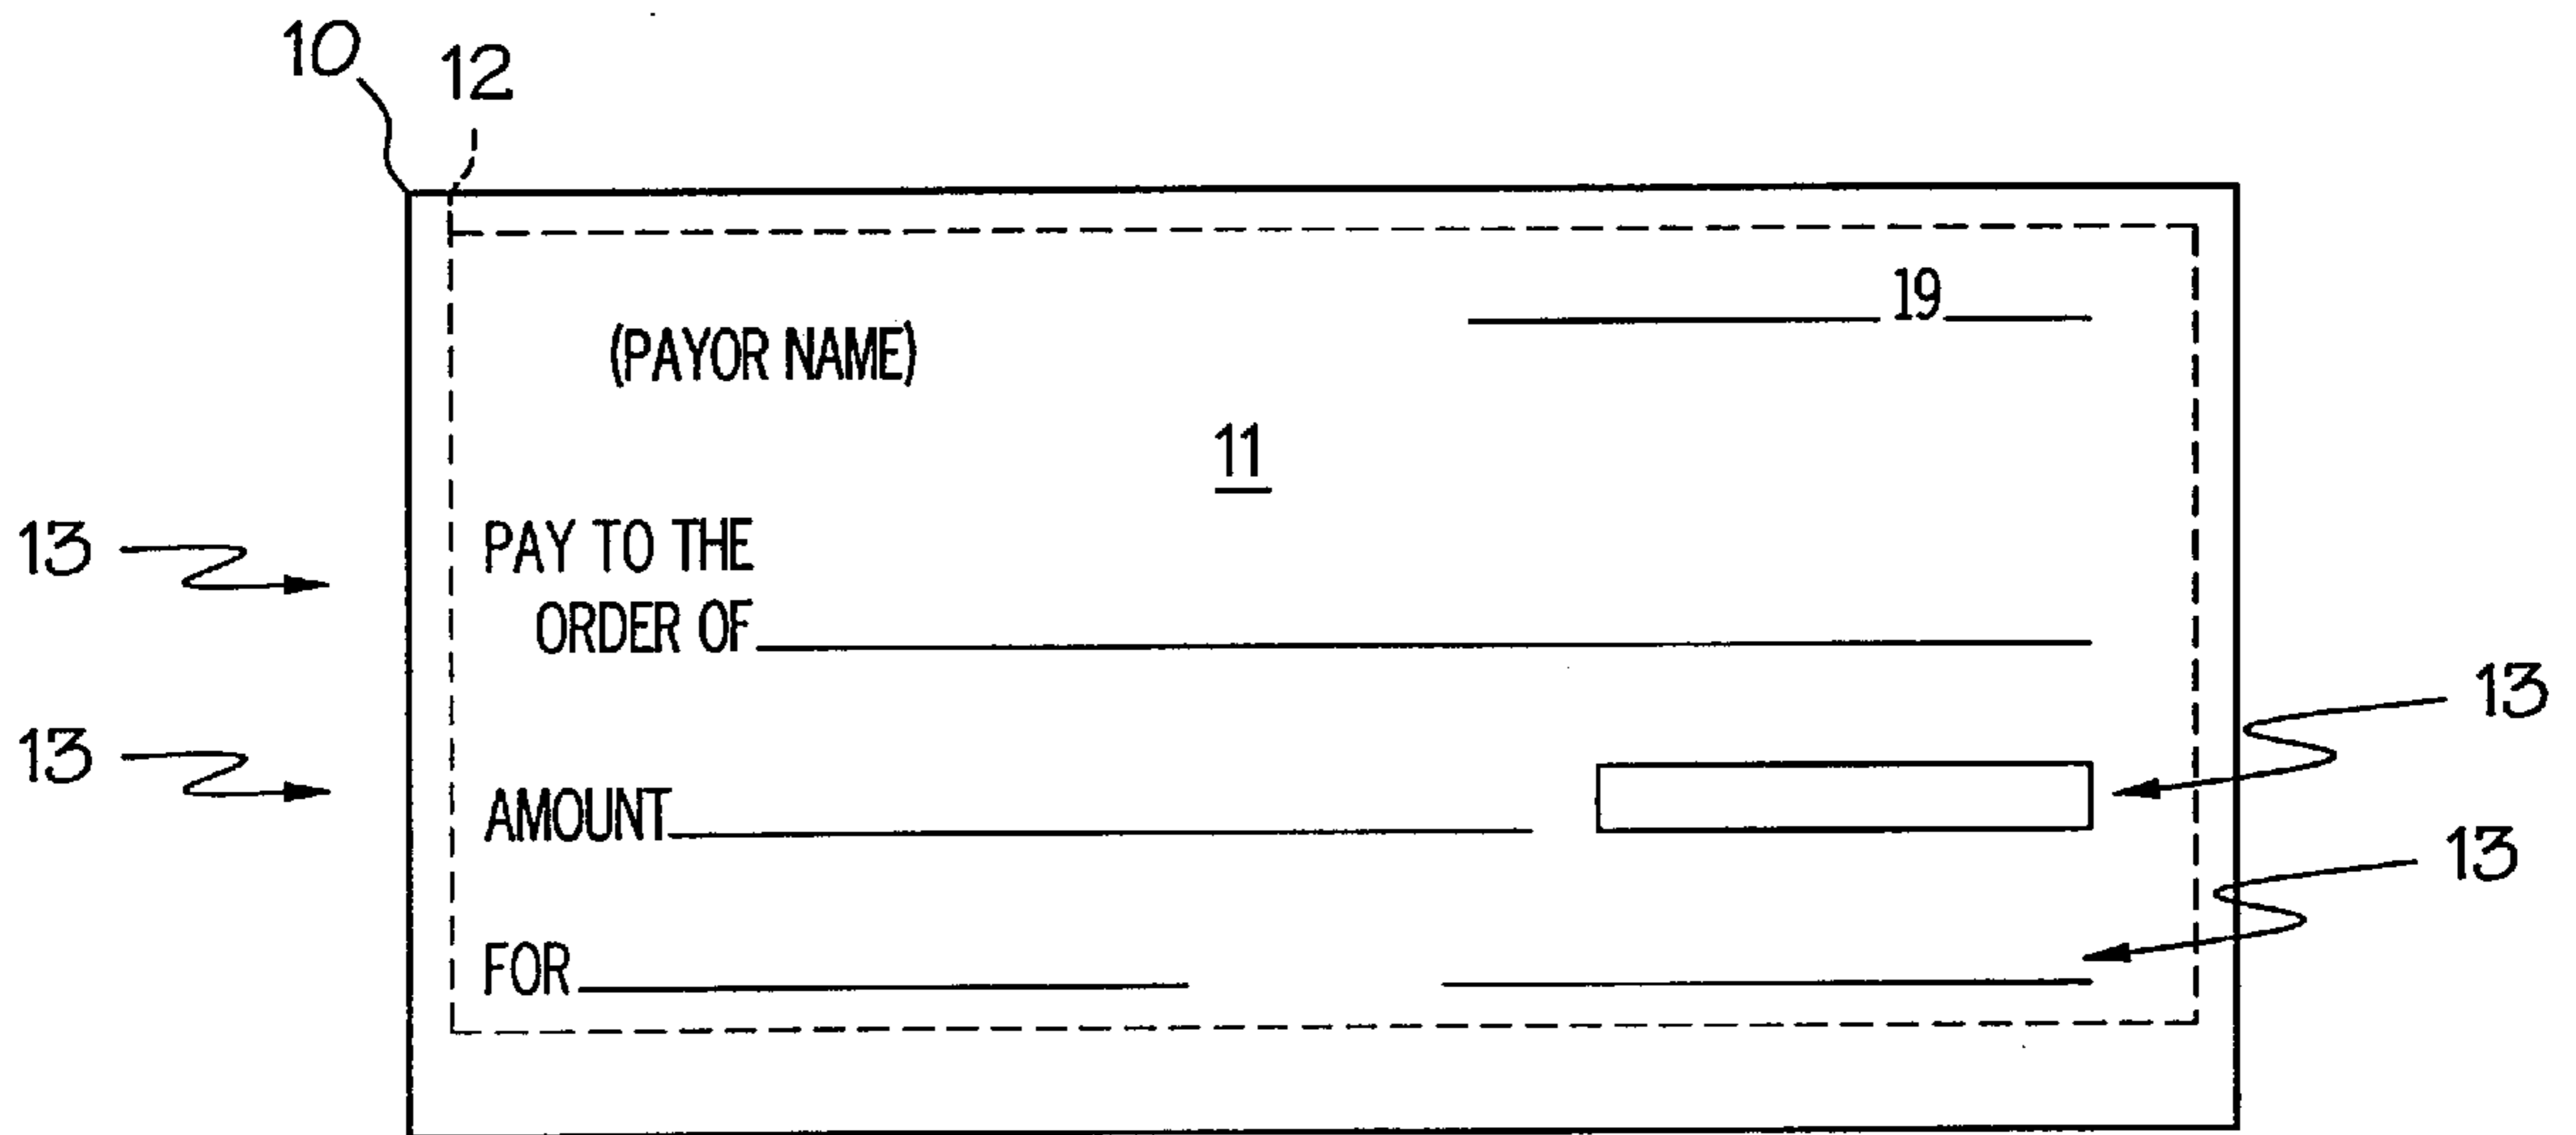 10
12
19
(PAYOR NAME)
11
13
PAY TO THE
ORDER OF
13
13
AMOUNT
13
FOR